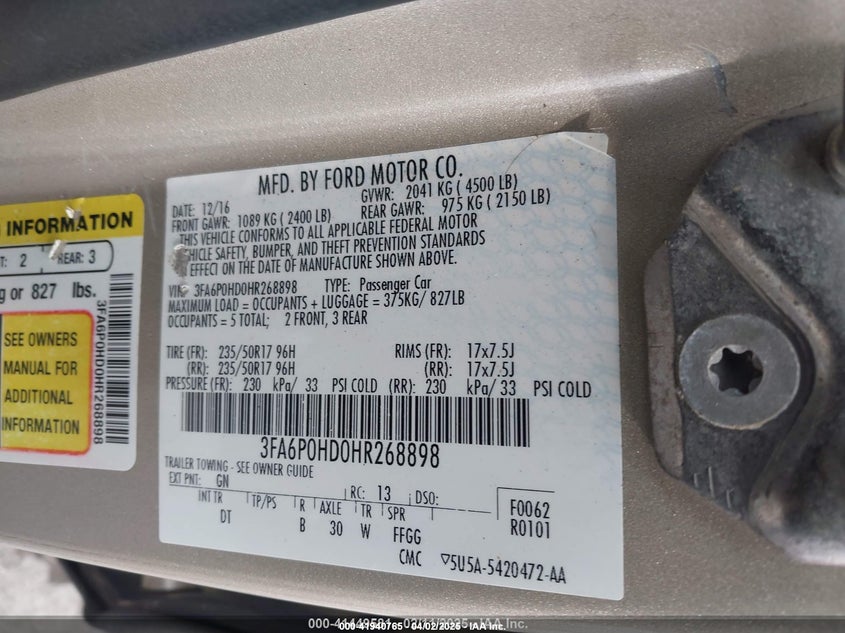 INFORMATION
2 REAR: 3
or 827 lbs.
SEE OWNERS
MANUAL FOR
ADDITIONAL
INFORMATION
3FA6P0HD0HR268898
MFD. BY FORD MOTOR CO.
DATE: 12/16 GVWR: 2041 KG ( 4500 LB)
FRONT GAWR: 1089 KG ( 2400 LB) REAR GAWR: 975 KG ( 2150 LB)
THIS VEHICLE CONFORMS TO ALL APPLICABLE FEDERAL MOTOR
VEHICLE SAFETY, BUMPER, AND THEFT PREVENTION STANDARDS
EFFECT ON THE DATE OF MANUFACTURE SHOWN ABOVE.
VIN: 3FA6P0HD0HR268898 TYPE: Passenger Car
MAXIMUM LOAD = OCCUPANTS + LUGGAGE = 375KG/ 827LB
OCCUPANTS = 5 TOTAL; 2 FRONT, 3 REAR
TIRE (FR): 235/50R17 96H RIMS (FR): 17x7.5J
(RR): 235/50R17 96H (RR): 17x7.5J
PRESSURE (FR): 230 kPa/ 33 PSI COLD (RR): 230 kPa/ 33 PSI COLD
3FA6P0HD0HR268898
TRAILER TOWING - SEE OWNER GUIDE
EXT PNT: GN RC: 13 DSO:
INT TR TP/PS R AXLE TR SPR
DT B 30 W FFGG
F0062
R0101
CMC ▽5U5A-5420472-AA
000-41940765 04/02/2025